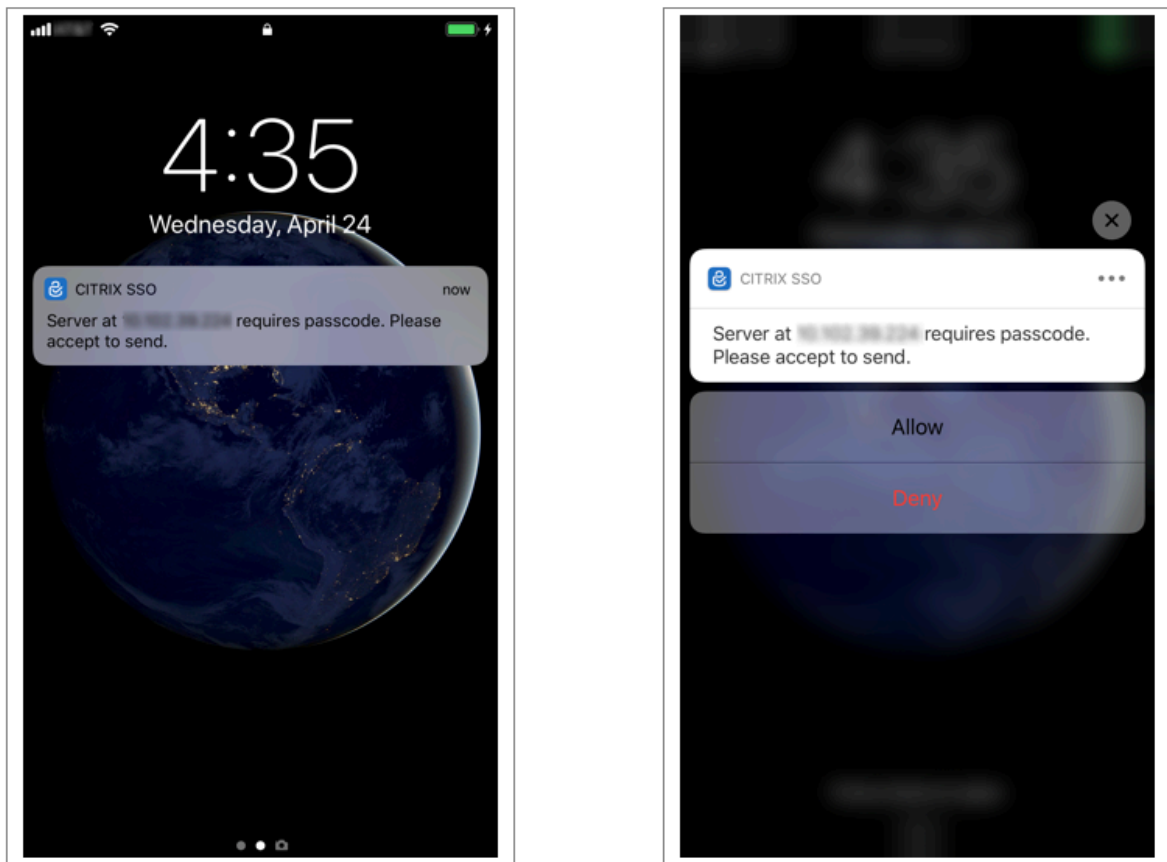 4:35
Wednesday, April 24
CITRIX SSO now
Server at requires passcode. Please
accept to send.
CITRIX SSO
Server at requires passcode.
Please accept to send.
Allow
Deny